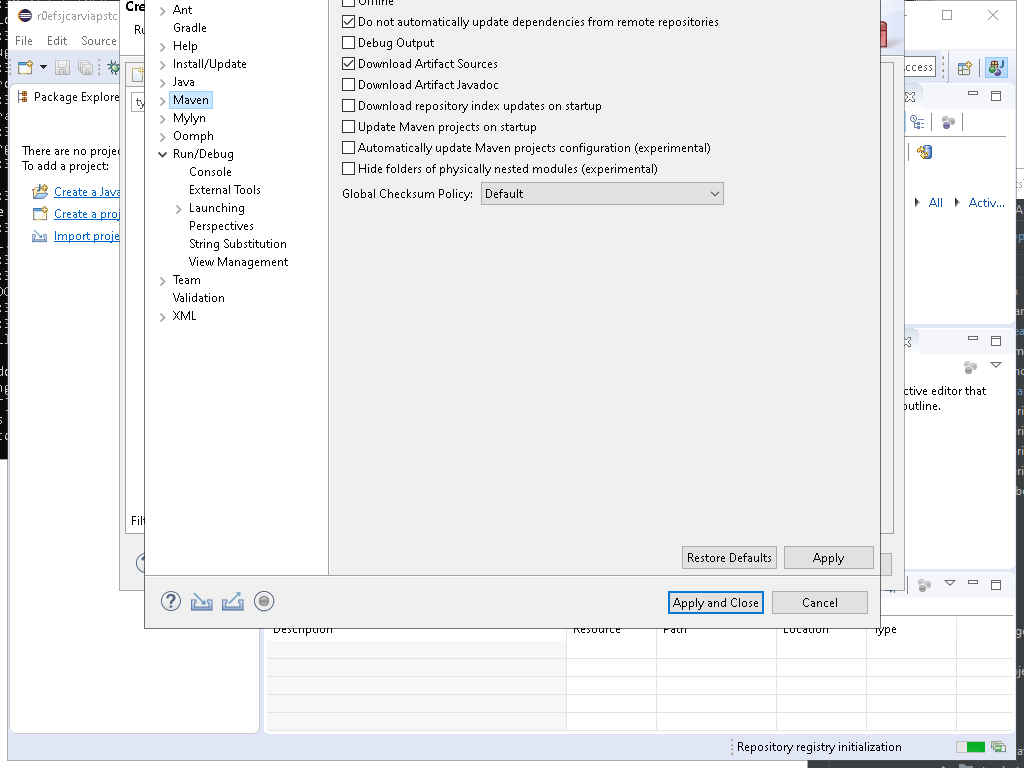 r0efsjcarviapstc
File Edit Source
Package Explore
There are no projec
To add a project:
Create a Java
Create a proj
Import proje
Cre
Ru
ty
Filt
Ant
Gradle
Help
Install/Update
Java
Maven
Mylyn
Oomph
Run/Debug
Console
External Tools
Launching
Perspectives
String Substitution
View Management
Team
Validation
XML
Offline
Do not automatically update dependencies from remote repositories
Debug Output
Download Artifact Sources
Download Artifact Javadoc
Download repository index updates on startup
Update Maven projects on startup
Automatically update Maven projects configuration (experimental)
Hide folders of physically nested modules (experimental)
Global Checksum Policy: Default
Restore Defaults Apply
Apply and Close Cancel
ccess
All Activ...
ctive editor that
outline.
Description Resource Path Location Type
Repository registry initialization